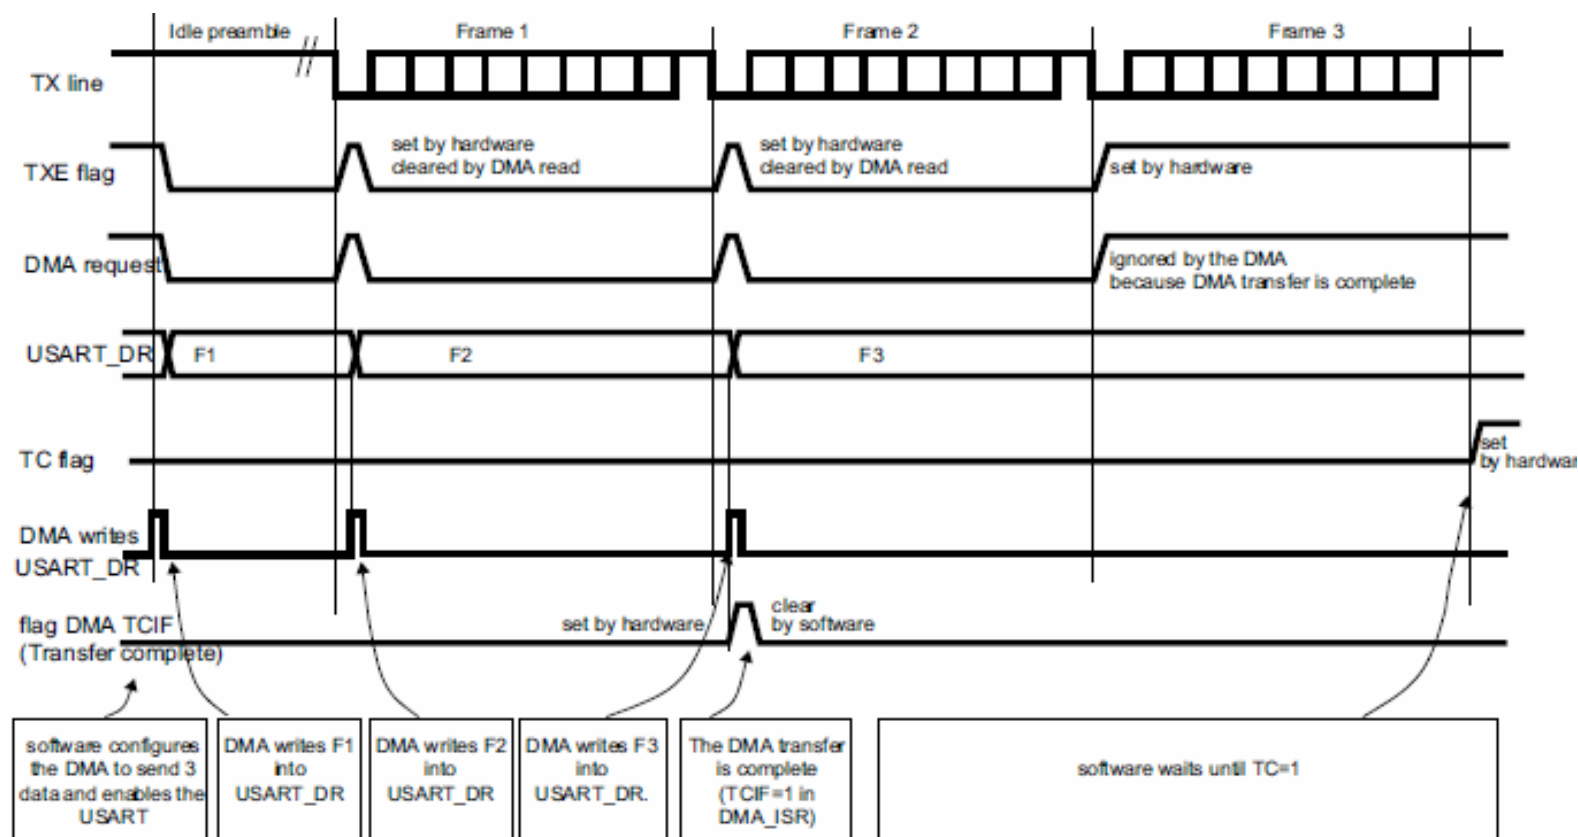 Idle preamble
Frame 1
Frame 2
Frame 3
TX line
set by hardware
cleared by DMA read
set by hardware
cleared by DMA read
TXE flag
set by hardware
DMA request
ignored by the DMA
because DMA transfer is complete
USART_DR
F1
F2
F3
TC flag
set
by hardwar
DMA writes
USART_DR
flag DMA TCIF
(Transfer complete)
set by hardware
clear
by software
software configures
the DMA to send 3
data and enables the
USART
DMA writes F1
into
USART_DR
DMA writes F2
into
USART_DR
DMA writes F3
into
USART_DR.
The DMA transfer
is complete
(TCIF=1 in
DMA_ISR)
software waits until TC=1